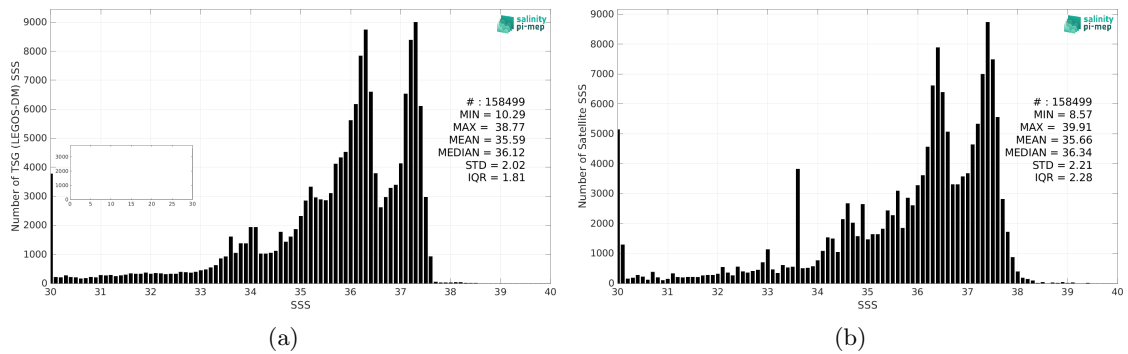 salinity
pi-mep
Number of TSG (LEGOS-DM) SSS
9000
8000
7000
6000
5000
4000
3000
2000
1000
0
# : 158499
MIN = 10.29
MAX = 38.77
MEAN = 35.59
MEDIAN = 36.12
STD = 2.02
IQR = 1.81
3000
2000
1000
0
0 5 10 15 20 25 30
30 31 32 33 34 35 36 37 38 39 40
SSS
(a)
salinity
pi-mep
Number of Satellite SSS
9000
8000
7000
6000
5000
4000
3000
2000
1000
0
# : 158499
MIN = 8.57
MAX = 39.91
MEAN = 35.66
MEDIAN = 36.34
STD = 2.21
IQR = 2.28
30 31 32 33 34 35 36 37 38 39 40
SSS
(b)